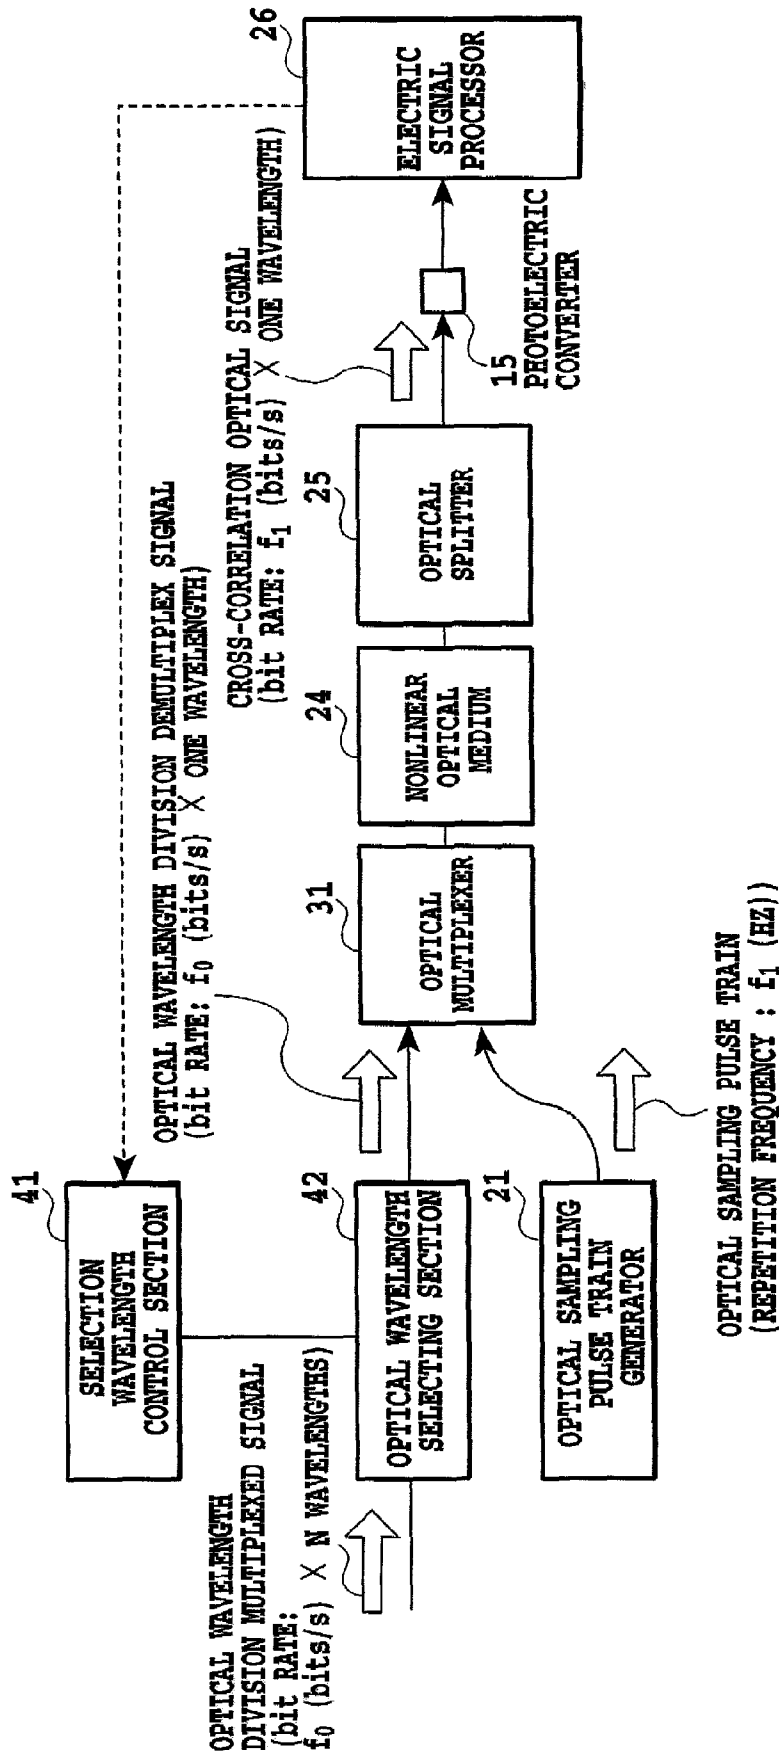 OPTICAL WAVELENGTH
DIVISION MULTIPLEXED SIGNAL
(bit RATE:
f0 (bits/s) × N WAVELENGTHS)
41
SELECTION
WAVELENGTH
CONTROL SECTION
42
OPTICAL WAVELENGTH
SELECTING SECTION
21
OPTICAL SAMPLING
PULSE TRAIN
GENERATOR
OPTICAL WAVELENGTH DIVISION DEMULTIPLEX SIGNAL
(bit RATE: f0 (bits/s) × ONE WAVELENGTH)
OPTICAL SAMPLING PULSE TRAIN
(REPETITION FREQUENCY : f1 (HZ))
31
OPTICAL
MULTIPLEXER
24
NONLINEAR
OPTICAL
MEDIUM
25
OPTICAL
SPLITTER
CROSS-CORRELATION OPTICAL SIGNAL
(bit RATE: f1 (bits/s) × ONE WAVELENGTH)
15
PHOTOELECTRIC
CONVERTER
26
ELECTRIC
SIGNAL
PROCESSOR